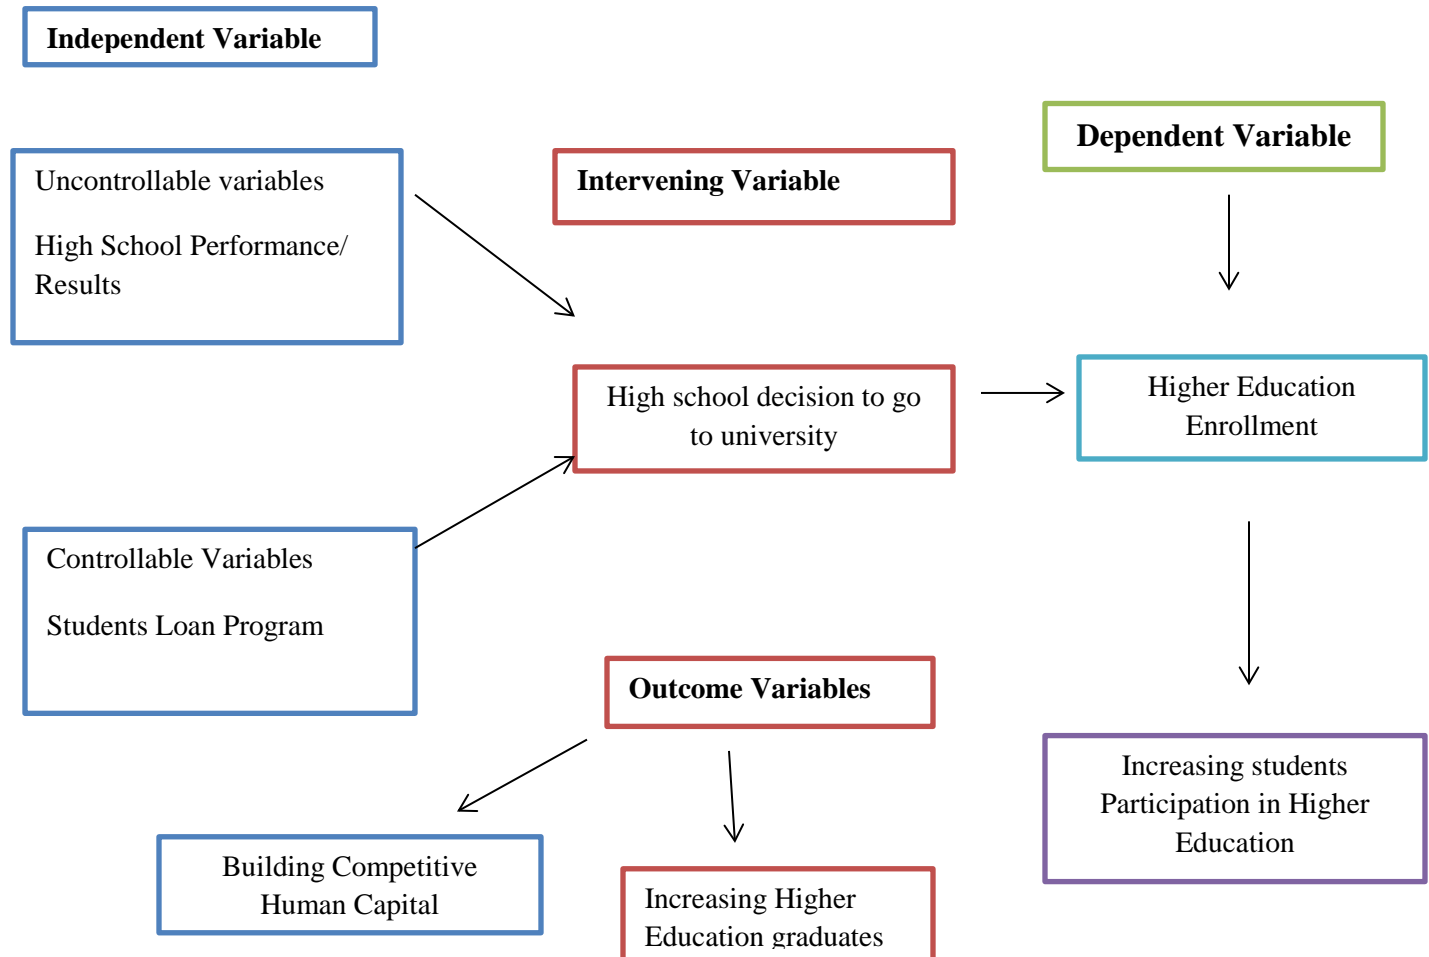 Independent Variable
Dependent Variable
Uncontrollable variables
High School Performance/
Results
Intervening Variable
High school decision to go
to university
Higher Education
Enrollment
Controllable Variables
Students Loan Program
Outcome Variables
Increasing students
Participation in Higher
Education
Building Competitive
Human Capital
Increasing Higher
Education graduates